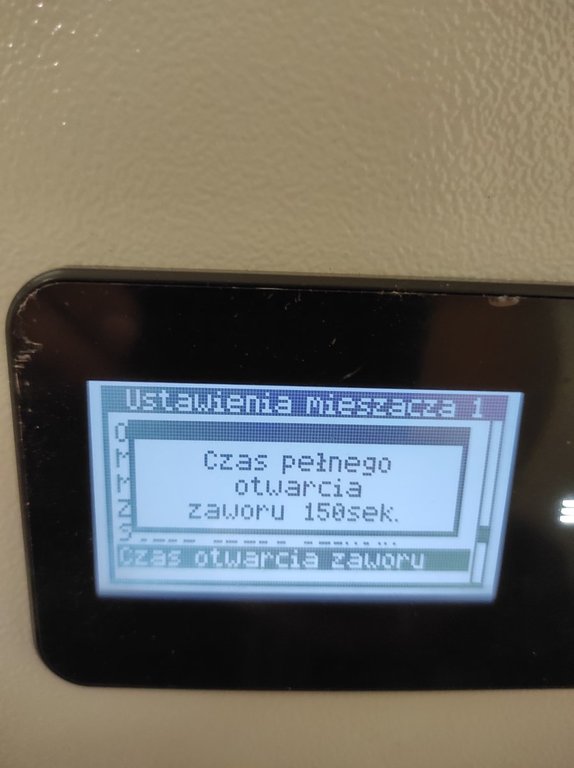 Ustawienia mieszacza 1
Czas pełnego
otwarcia
zaworu 150sek.
Czas otwarcia zaworu